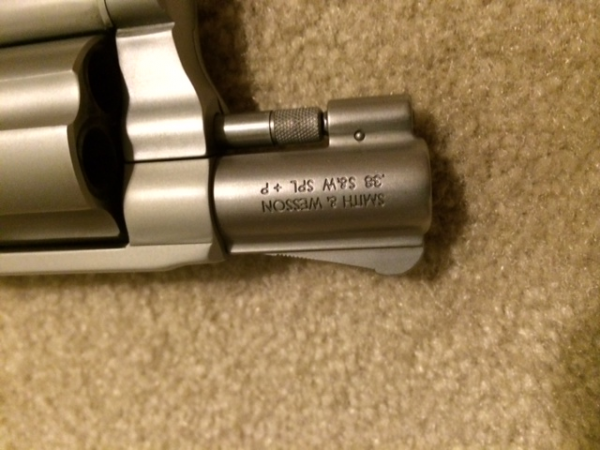 SMITH & WESSON
.38 S&W SPL + P